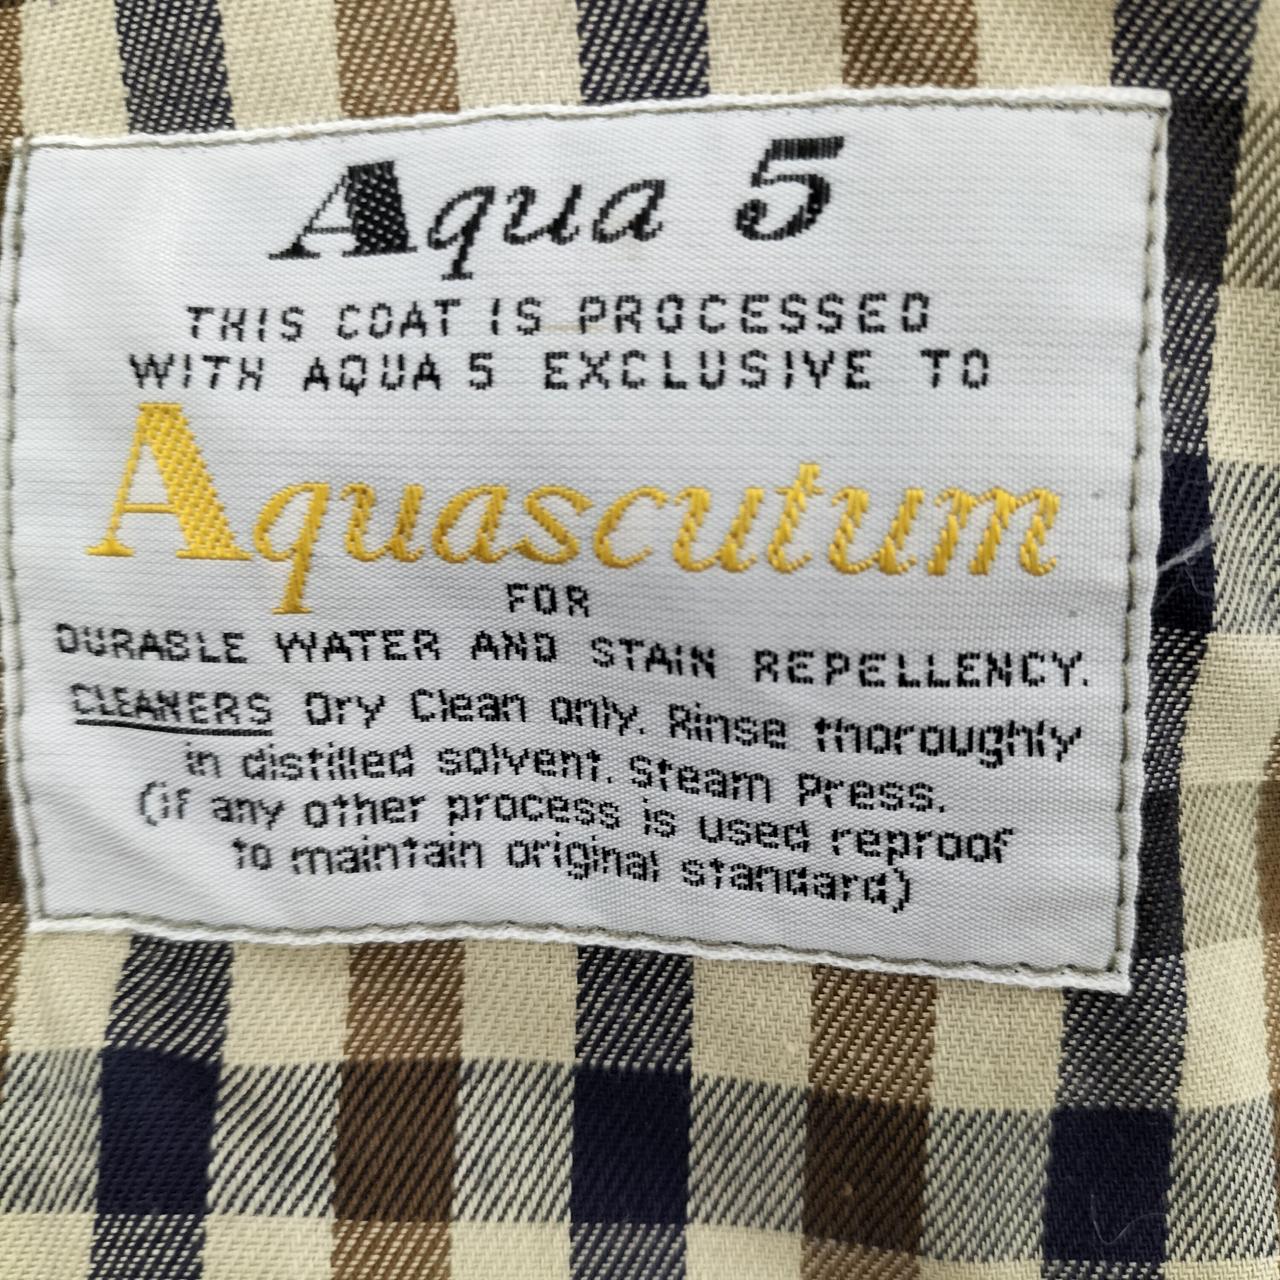 Aqua 5
THIS COAT IS PROCESSED
WITH AQUA 5 EXCLUSIVE TO
Aquascutum
FOR
DURABLE WATER AND STAIN REPELLENCY.
CLEANERS Dry Clean only. Rinse thoroughly
in distilled solvent. Steam Press.
(if any other process is used reproof
to maintain original standard)